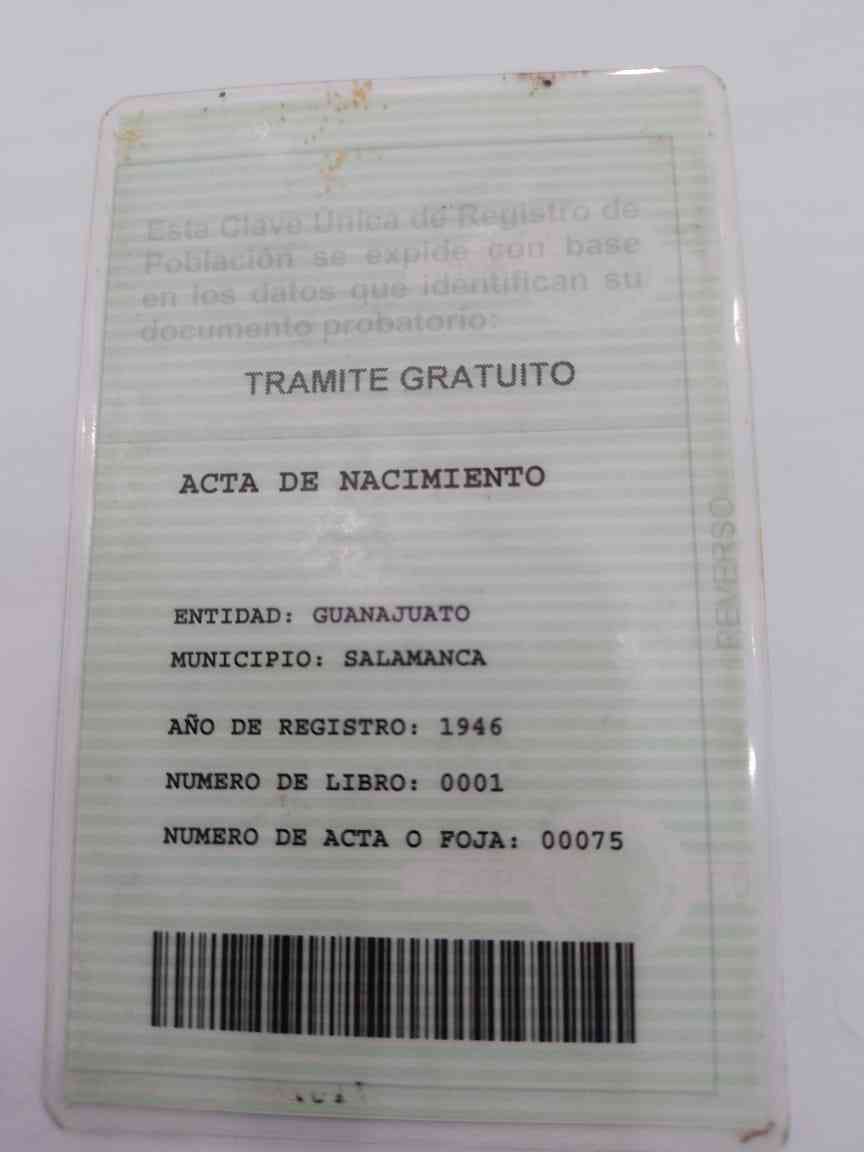 Esta Clave Única de Registro de
Población se expide con base
en los datos que identifican su
documento probatorio:
TRAMITE GRATUITO
ACTA DE NACIMIENTO
ENTIDAD: GUANAJUATO
MUNICIPIO: SALAMANCA
AÑO DE REGISTRO: 1946
NUMERO DE LIBRO: 0001
NUMERO DE ACTA O FOJA: 00075
REVERSO